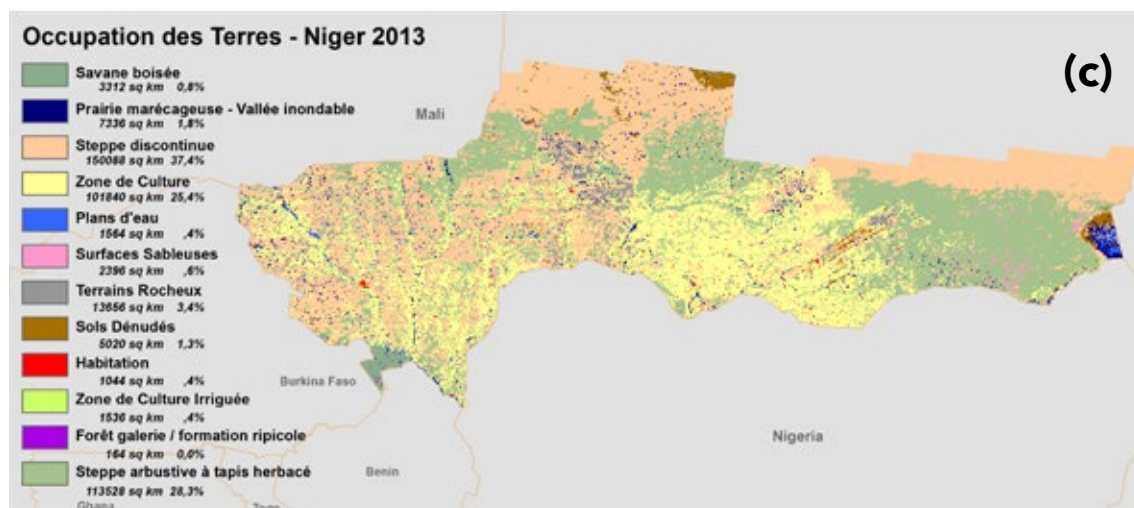 Occupation des Terres - Niger 2013
(c)
Savane boisée
3312 sq km 0,8%
Prairie marécageuse - Vallée inondable
7336 sq km 1,8%
Steppe discontinue
150088 sq km 37,4%
Zone de Culture
101840 sq km 25,4%
Plans d'eau
1564 sq km ,4%
Surfaces Sableuses
2396 sq km ,6%
Terrains Rocheux
13656 sq km 3,4%
Sols Dénudés
5020 sq km 1,3%
Habitation
1044 sq km ,4%
Zone de Culture Irriguée
1536 sq km ,4%
Forêt galerie / formation ripicole
164 sq km 0,0%
Steppe arbustive à tapis herbacé
113528 sq km 28,3%
Mali
Burkina Faso
Nigeria
Benin
Ghana
Togo